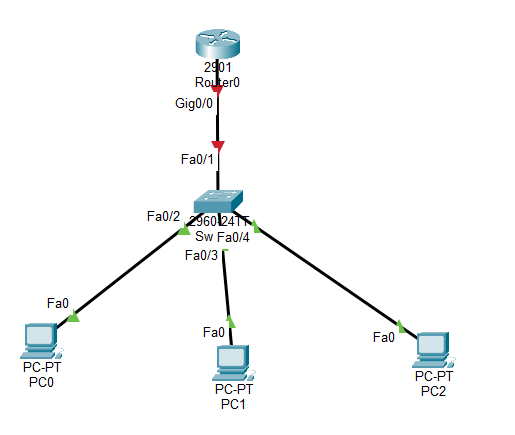 2901
Router0
Gig0/0
Fa0/1
Fa0/2
2960-24TT
Sw Fa0/4
Fa0/3
Fa0
Fa0
Fa0
PC-PT
PC0
PC-PT
PC1
PC-PT
PC2